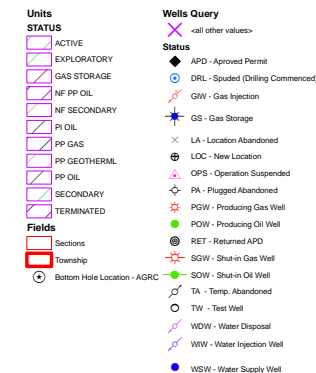 Units
STATUS
ACTIVE
EXPLORATORY
GAS STORAGE
NF PP OIL
NF SECONDARY
PI OIL
PP GAS
PP GEOTHERML
PP OIL
SECONDARY
TERMINATED
Fields
Sections
Township
Bottom Hole Location - AGRC
Wells Query
<all other values>
Status
APD - Aproved Permit
DRL - Spuded (Drilling Commenced)
GIW - Gas Injection
GS - Gas Storage
LA - Location Abandoned
LOC - New Location
OPS - Operation Suspended
PA - Plugged Abandoned
PGW - Producing Gas Well
POW - Producing Oil Well
RET - Returned APD
SGW - Shut-in Gas Well
SOW - Shut-in Oil Well
TA - Temp. Abandoned
TW - Test Well
WDW - Water Disposal
WIW - Water Injection Well
WSW - Water Supply Well